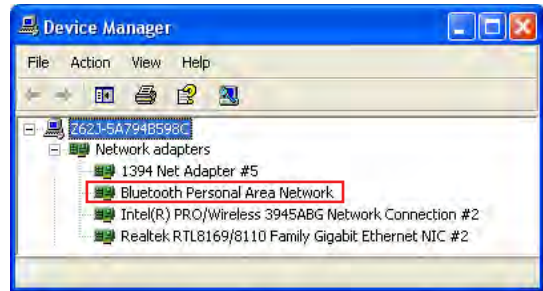 Device Manager
File Action View Help
Z62J-5A794B598C
Network adapters
1394 Net Adapter #5
Bluetooth Personal Area Network
Intel(R) PRO/Wireless 3945ABG Network Connection #2
Realtek RTL8169/8110 Family Gigabit Ethernet NIC #2